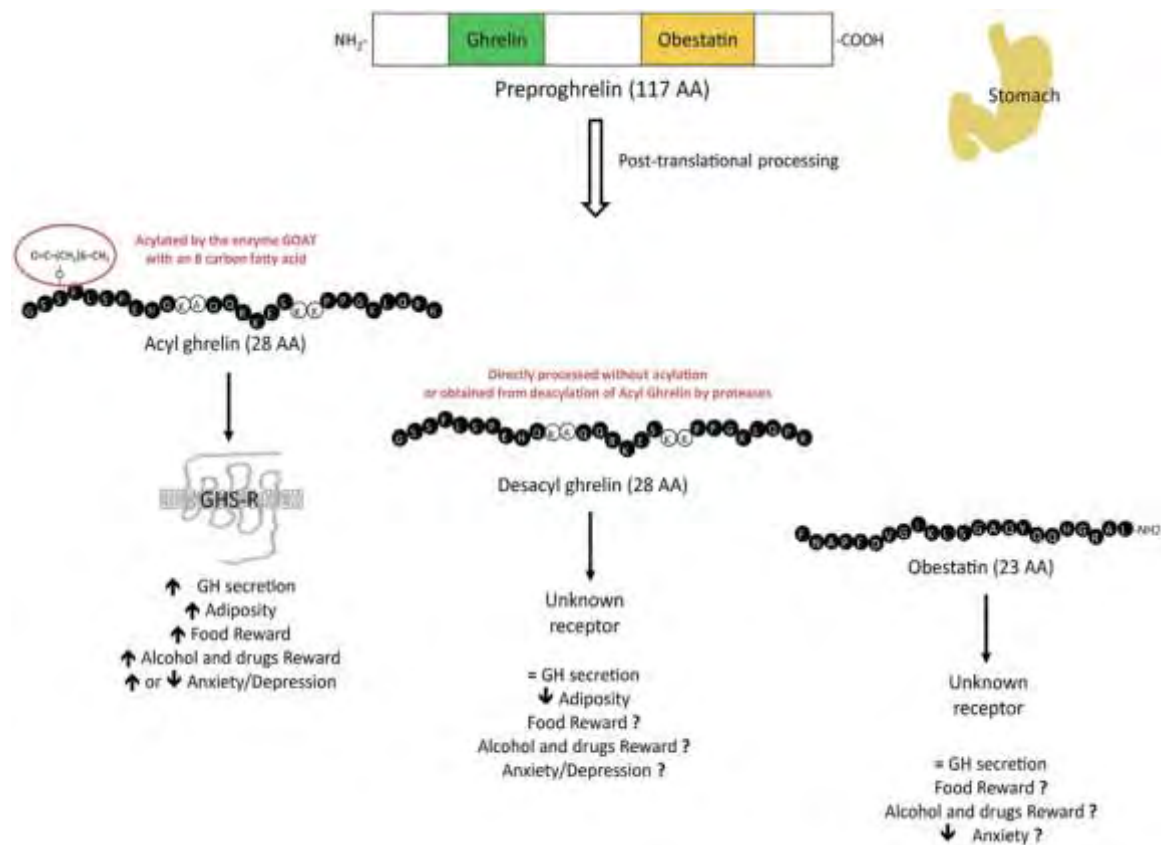 NH2-
Ghrelin
Obestatin
-COOH
Preproghrelin (117 AA)
Stomach
Post-translational processing
Acylated by the enzyme GOAT
with an 8 carbon fatty acid
O=C-(CH2)6-CH3
O
Acyl ghrelin (28 AA)
GHS-R
↑ GH secretion
↑ Adiposity
↑ Food Reward
↑ Alcohol and drugs Reward
↑ or ↓ Anxiety/Depression
Directly processed without acylation
or obtained from deacylation of Acyl Ghrelin by proteases
Desacyl ghrelin (28 AA)
Unknown
receptor
= GH secretion
↓ Adiposity
Food Reward ?
Alcohol and drugs Reward ?
Anxiety/Depression ?
-NH2
Obestatin (23 AA)
Unknown
receptor
= GH secretion
Food Reward ?
Alcohol and drugs Reward ?
↓ Anxiety ?